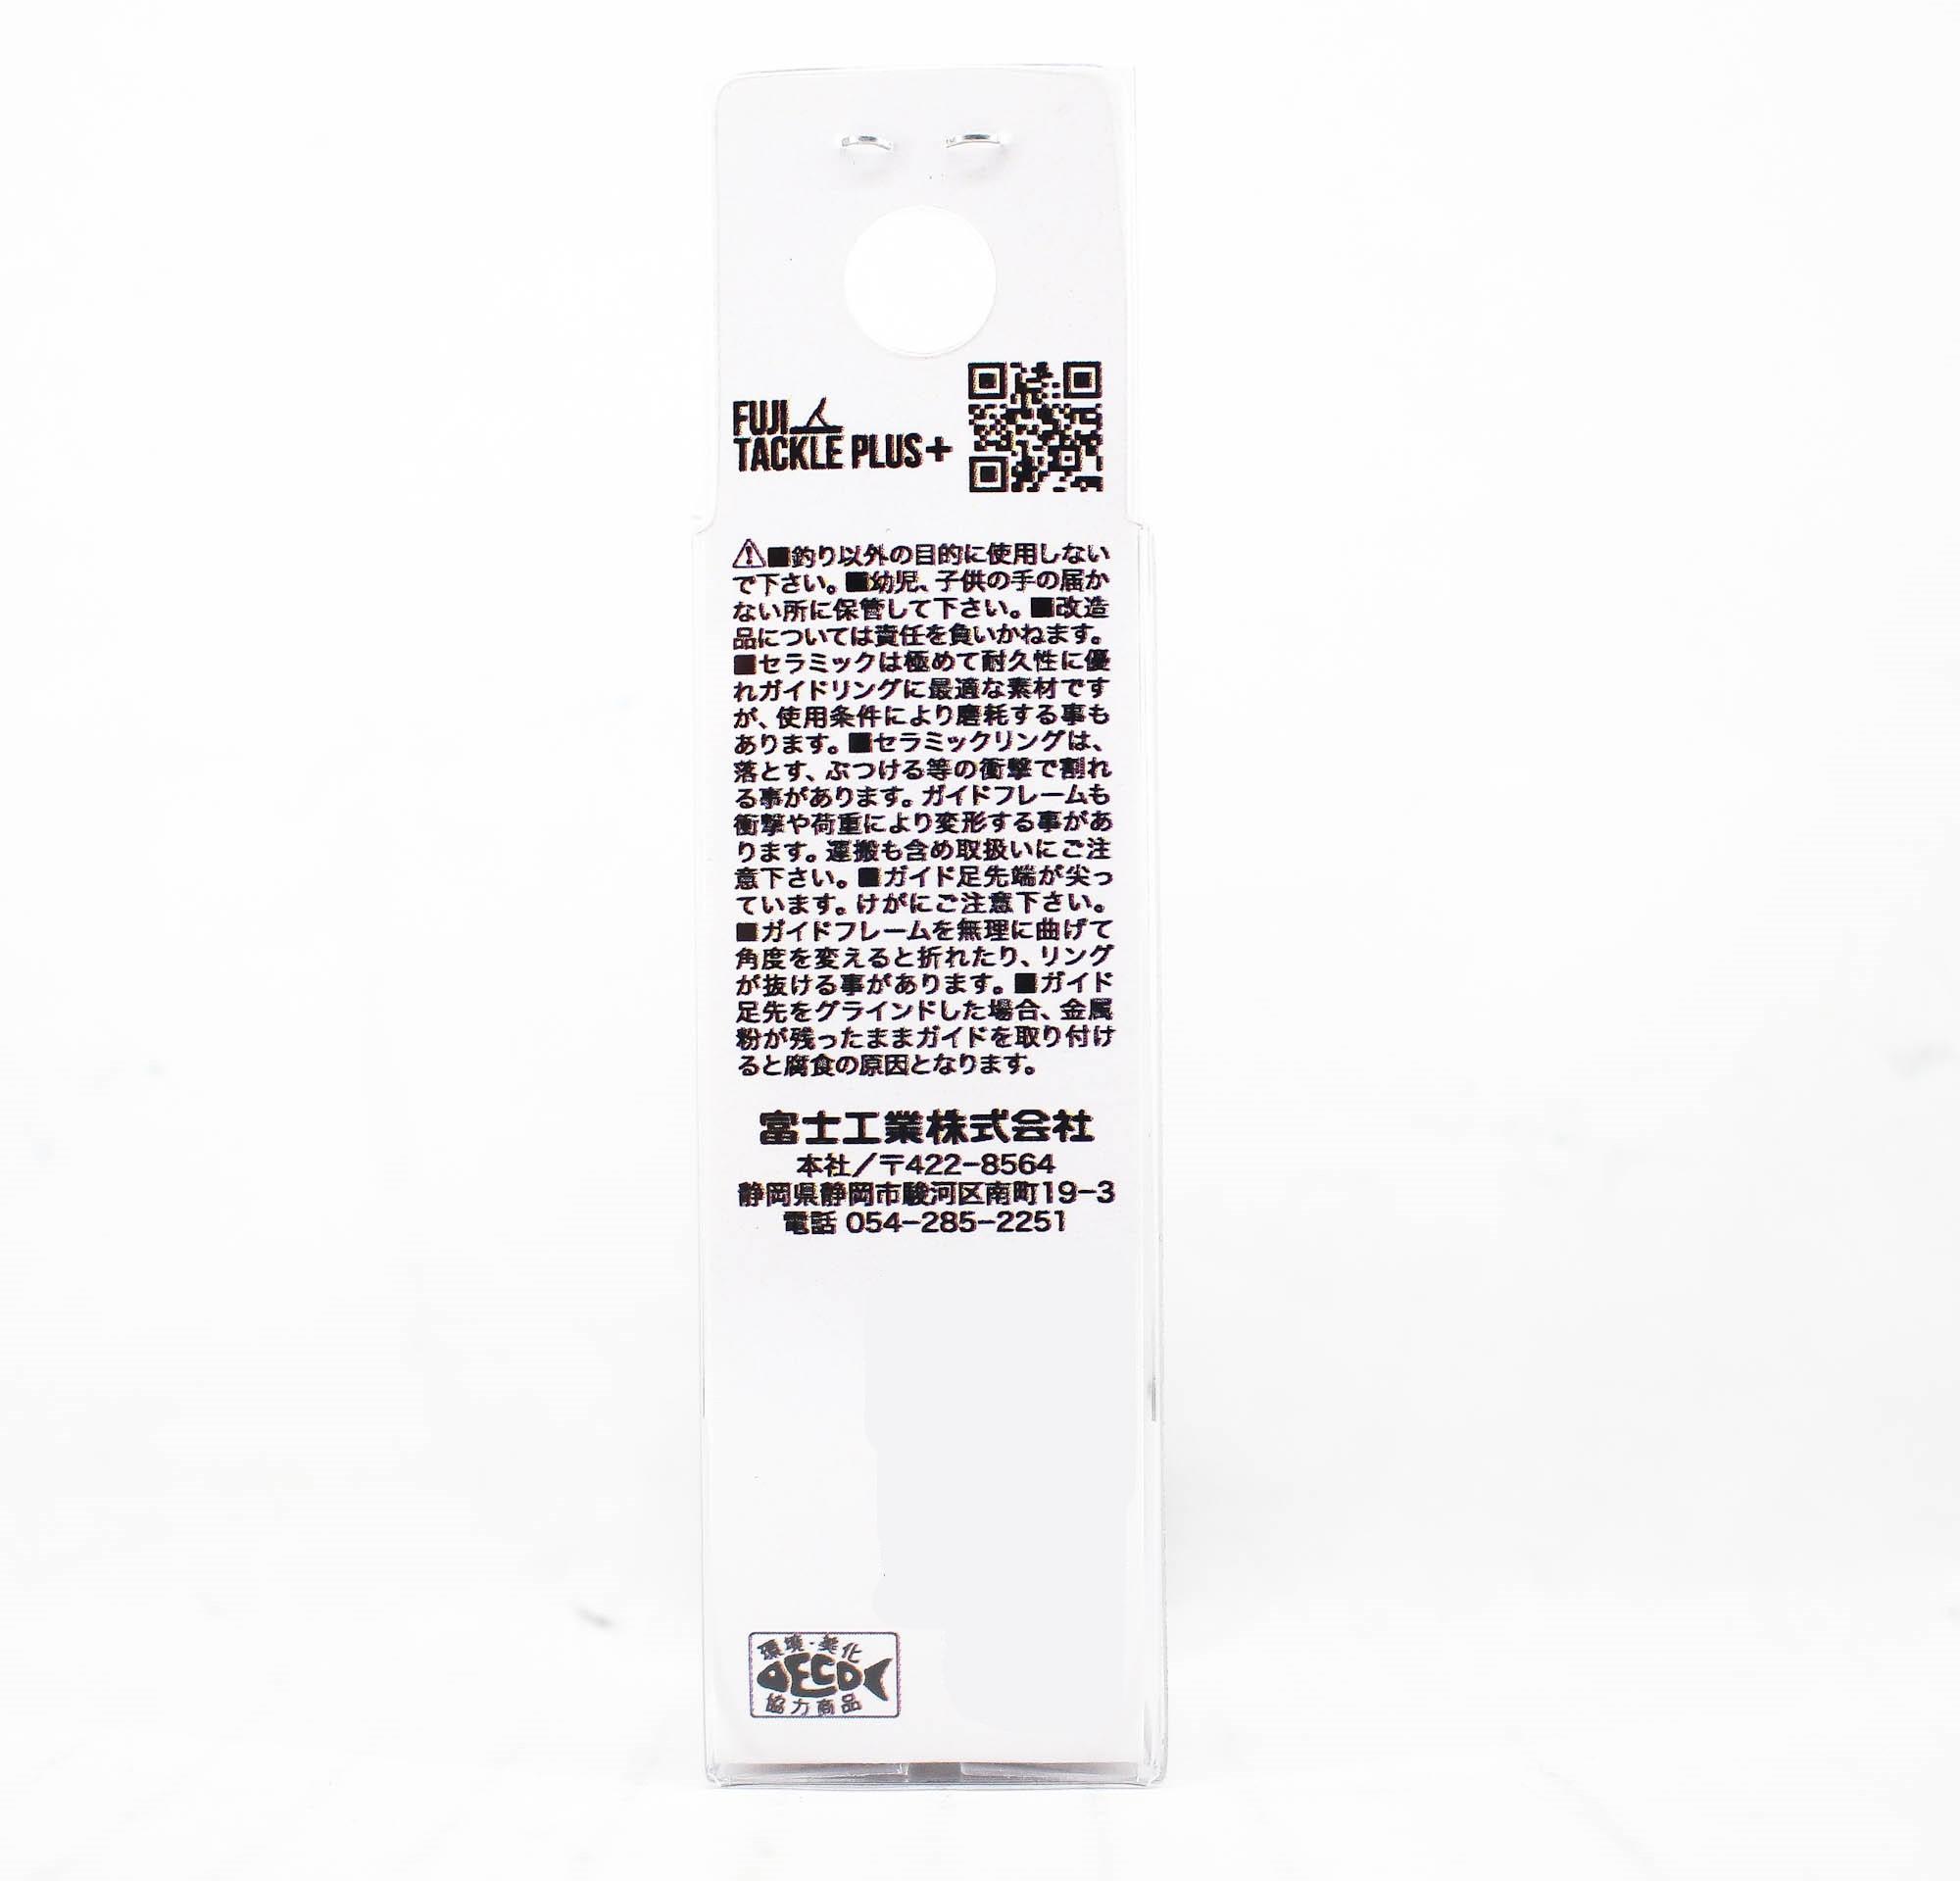 FUJI
TACKLE PLUS+
⚠■釣り以外の目的に使用しない
で下さい。■幼児、子供の手の届か
ない所に保管して下さい。■改造
品については責任を負いかねます。
■セラミックは極めて耐久性に優
れガイドリングに最適な素材です
が、使用条件により磨耗する事も
あります。■セラミックリングは、
落とす、ぶつける等の衝撃で割れ
る事があります。ガイドフレームも
衝撃や荷重により変形する事があ
ります。運搬も含め取扱いにご注
意下さい。■ガイド足先端が尖っ
ています。けがにご注意下さい。
■ガイドフレームを無理に曲げて
角度を変えると折れたり、リング
が抜ける事があります。■ガイド
足先をグラインドした場合、金属
粉が残ったままガイドを取り付け
ると腐食の原因となります。
富士工業株式会社
本社／〒422-8564
静岡県静岡市駿河区南町19-3
電話 054-285-2251
環境・美化
ECO
協力商品